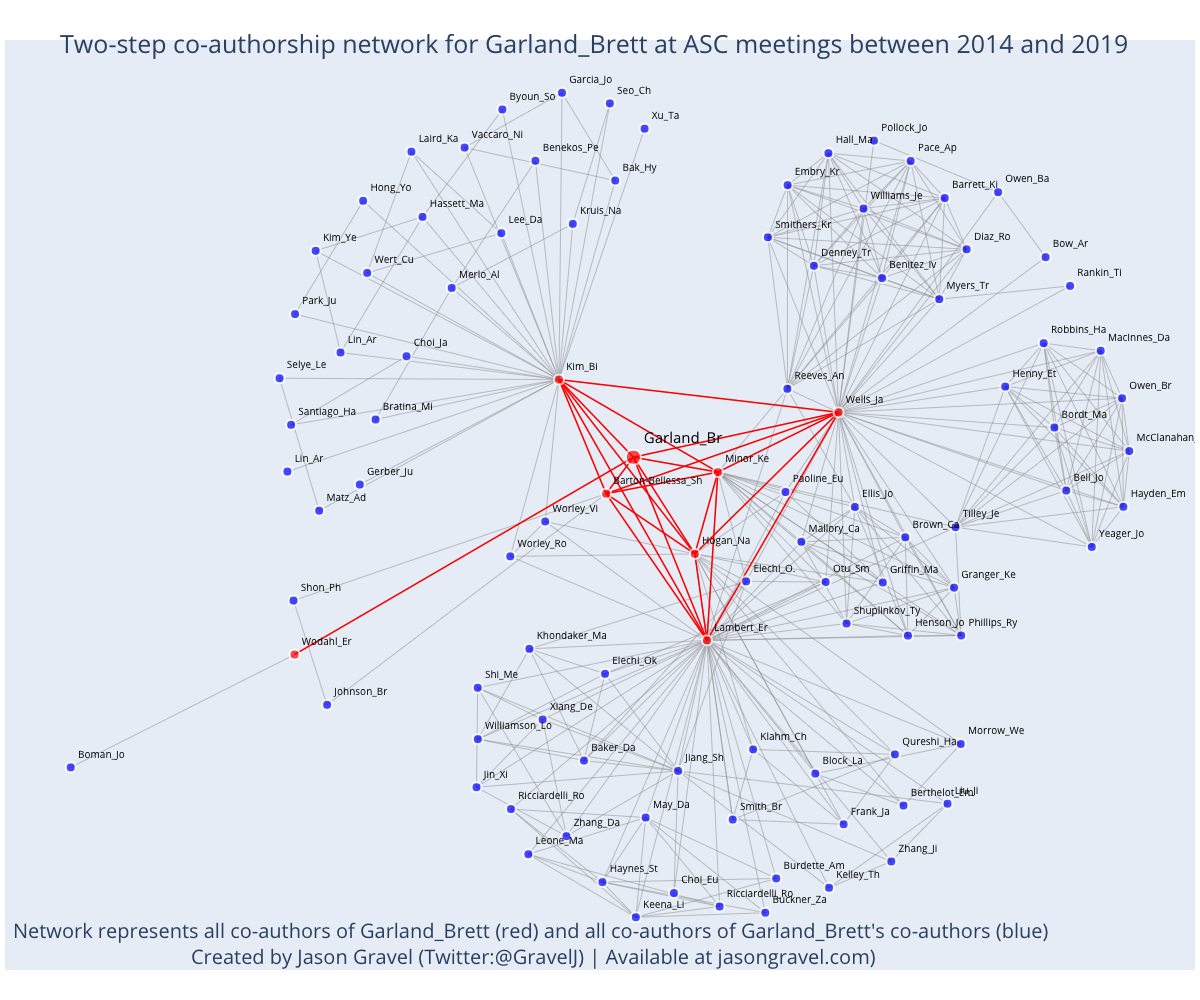 Two-step co-authorship network for Garland_Brett at ASC meetings between 2014 and 2019
Garcia_Jo
Seo_Ch
Byoun_So
Xu_Ta
Pollock_Jo
Laird_Ka
Vaccaro_Ni
Hall_Ma
Benekos_Pe
Pace_Ap
Bak_Hy
Embry_Kr
Owen_Ba
Barrett_Ki
Hong_Yo
Williams_Je
Hassett_Ma
Kruis_Na
Lee_Da
Smithers_Kr
Kim_Ye
Diaz_Ro
Denney_Tr
Wert_Cu
Bow_Ar
Benitez_Iv
Merlo_Al
Rankin_Ti
Myers_Tr
Park_Ju
Robbins_Ha
Lin_Ar
MacInnes_Da
Choi_Ja
Selye_Le
Kim_Bi
Reeves_An
Henny_Et
Owen_Br
Wells_Ja
Santiago_Ha
Bratina_Mi
Bordt_Ma
Garland_Br
McClanahan_
Lin_Ar
Minor_Ke
Gerber_Ju
Barton-Bellessa_Sh
Paoline_Eu
Bell_Jo
Matz_Ad
Ellis_Jo
Hayden_Em
Worley_Vi
Tilley_Je
Mallory_Ca
Brown_Ca
Yeager_Jo
Worley_Ro
Hogan_Na
Elechi_O.
Otu_Sm
Griffin_Ma
Granger_Ke
Shon_Ph
Shuplinkov_Ty
Wodahl_Er
Lambert_Er
Henson_Jo
Phillips_Ry
Khondaker_Ma
Elechi_Ok
Shi_Me
Johnson_Br
Xiang_De
Williamson_Lo
Klahm_Ch
Morrow_We
Qureshi_Ha
Boman_Jo
Baker_Da
Jiang_Sh
Block_La
Jin_Xi
Ricciardelli_Ro
May_Da
Smith_Br
Frank_Ja
Berthelot_Em
Liu_Ji
Zhang_Da
Leone_Ma
Zhang_Ji
Haynes_St
Choi_Eu
Burdette_Am
Kelley_Th
Keena_Li
Ricciardelli_Ro
Buckner_Za
Network represents all co-authors of Garland_Brett (red) and all co-authors of Garland_Brett's co-authors (blue)
Created by Jason Gravel (Twitter:@GravelJ) | Available at jasongravel.com)